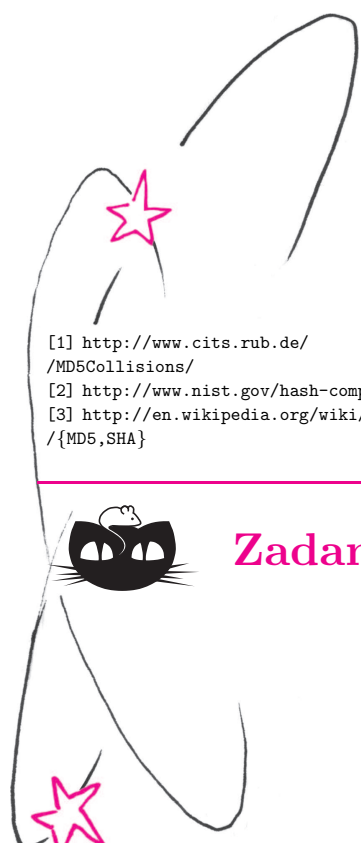 [1] http://www.cits.rub.de/
/MD5Collisions/
[2] http://www.nist.gov/hash-comp
[3] http://en.wikipedia.org/wiki/
/{MD5,SHA}
Zadan